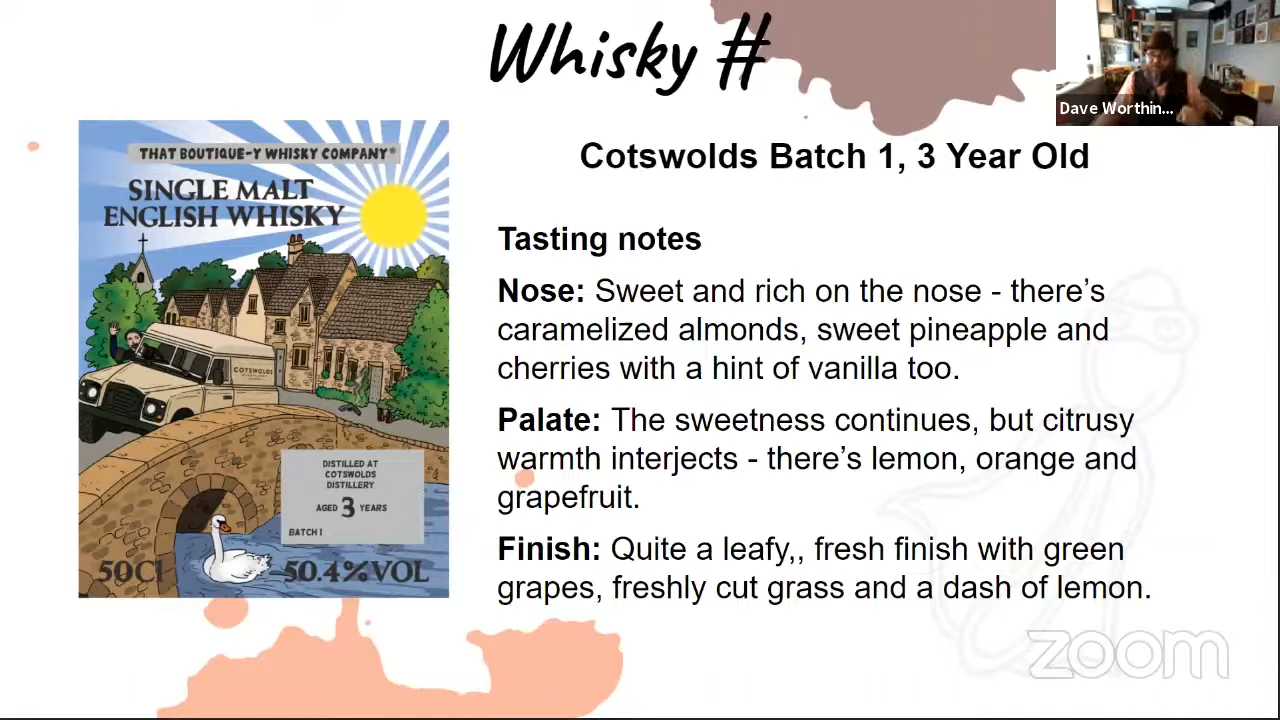 Whisky #
Dave Worthin...
THAT BOUTIQUE-Y WHISKY COMPANY®
SINGLE MALT
ENGLISH WHISKY
COTSWOLDS
DISTILLED AT
COTSWOLDS
DISTILLERY
AGED 3 YEARS
BATCH 1
50Cl
50.4%VOL
Cotswolds Batch 1, 3 Year Old
Tasting notes
Nose: Sweet and rich on the nose - there’s
caramelized almonds, sweet pineapple and
cherries with a hint of vanilla too.
Palate: The sweetness continues, but citrusy
warmth interjects - there’s lemon, orange and
grapefruit.
Finish: Quite a leafy,, fresh finish with green
grapes, freshly cut grass and a dash of lemon.
zoom